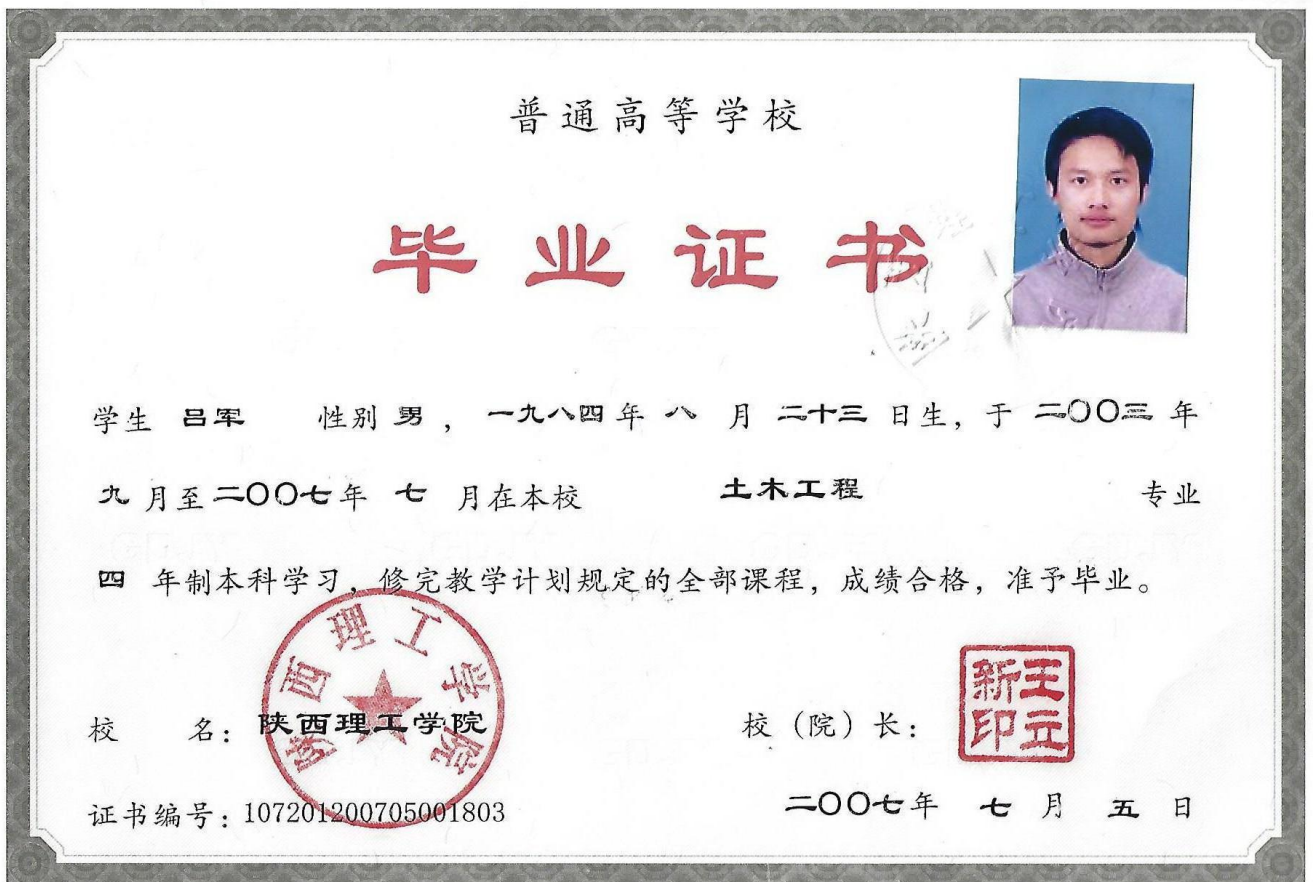 普通高等学校
毕业证书
学生 吕军 性别 男 ，一九八四年 八 月 二十三 日生，于 二〇〇三 年
九 月至 二〇〇七年 七 月在本校 土木工程 专业
四 年制本科学习，修完教学计划规定的全部课程，成绩合格，准予毕业。
陕西理工学院
校 名：陕西理工学院
校（院）长：
王立新印
证书编号：107201200705001803
二〇〇七年 七 月 五 日